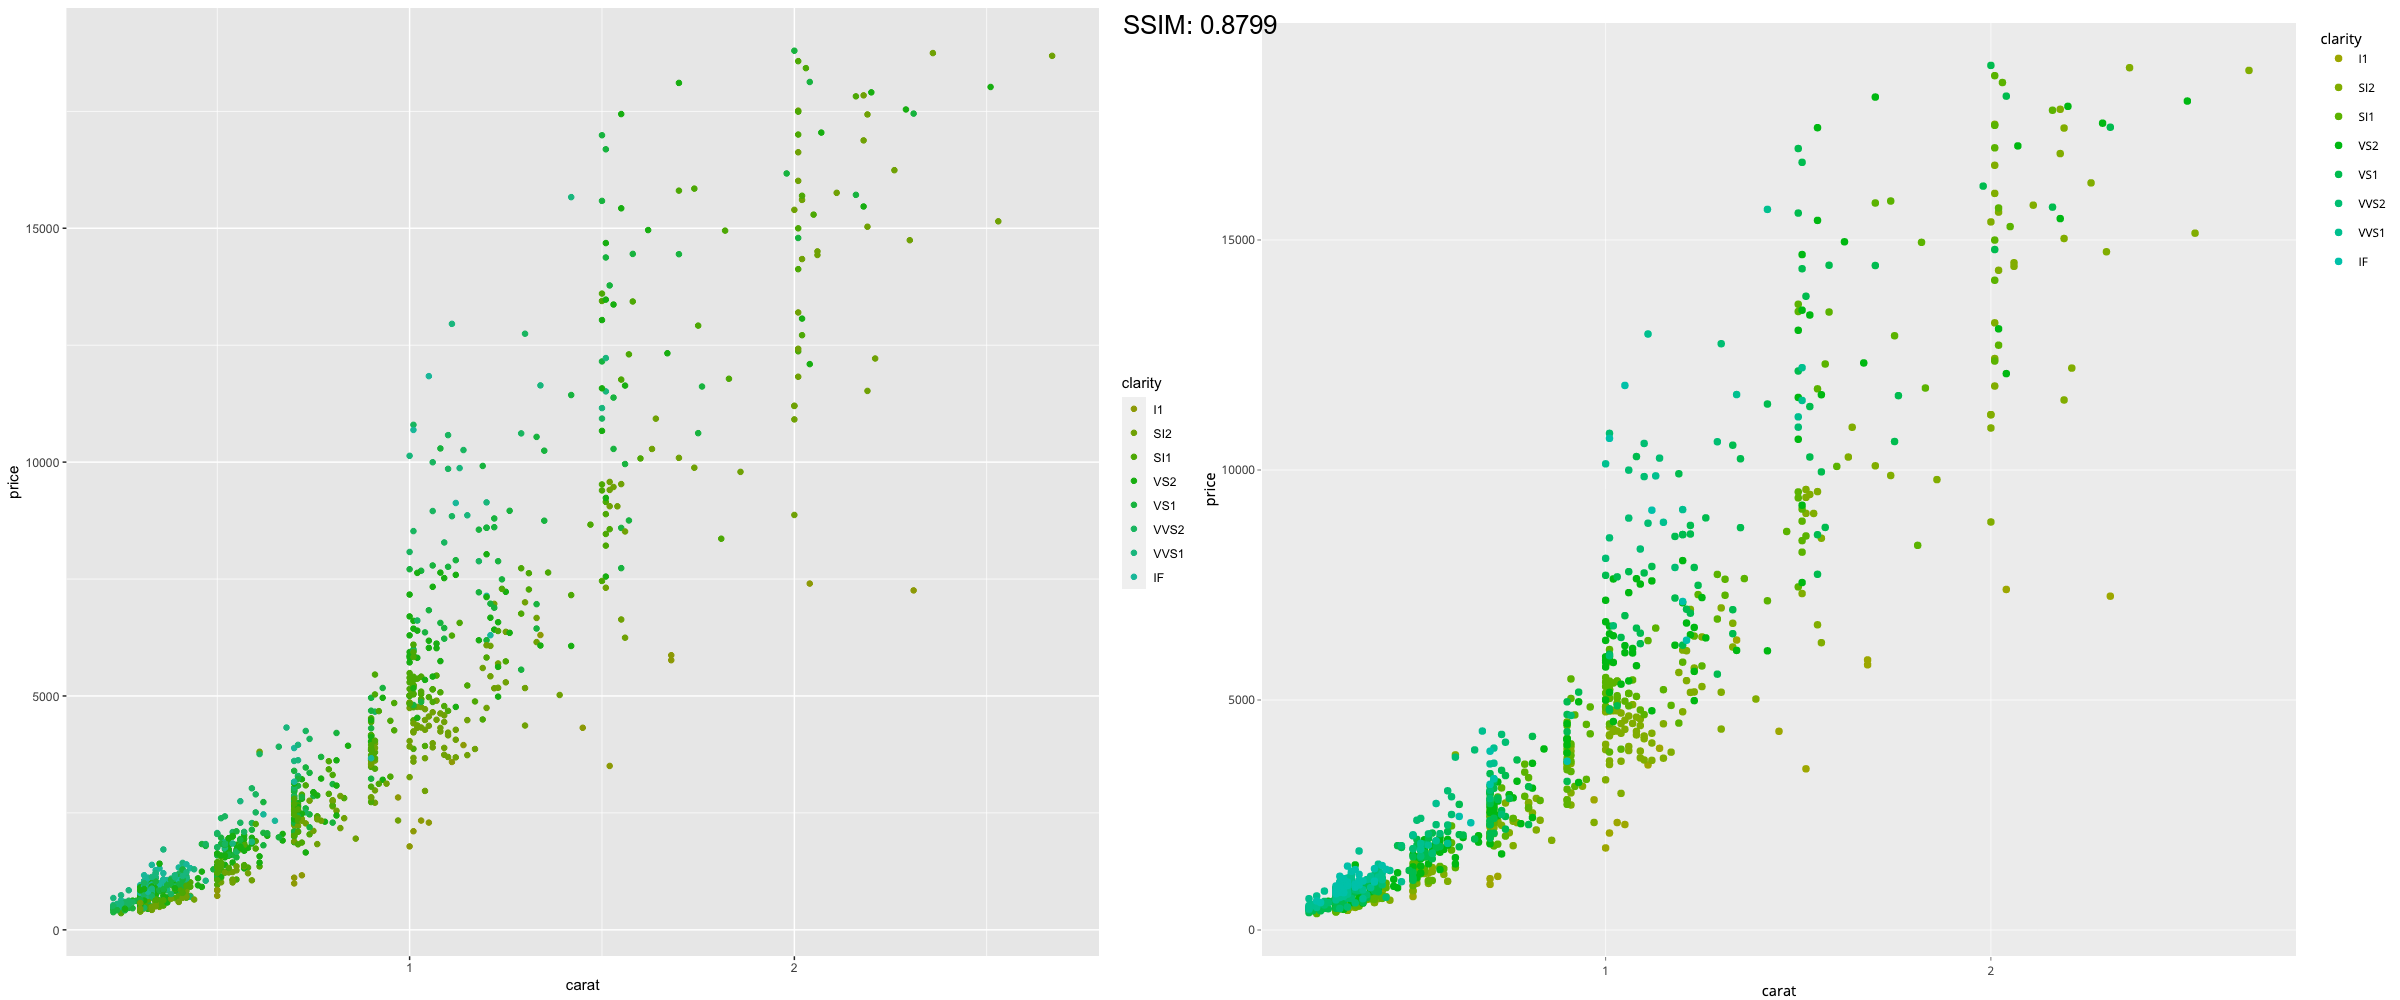 SSIM: 0.8799
price
15000
10000
5000
0
1
2
carat
clarity
I1
SI2
SI1
VS2
VS1
VVS2
VVS1
IF
price
15000
10000
5000
0
1
2
carat
clarity
I1
SI2
SI1
VS2
VS1
VVS2
VVS1
IF